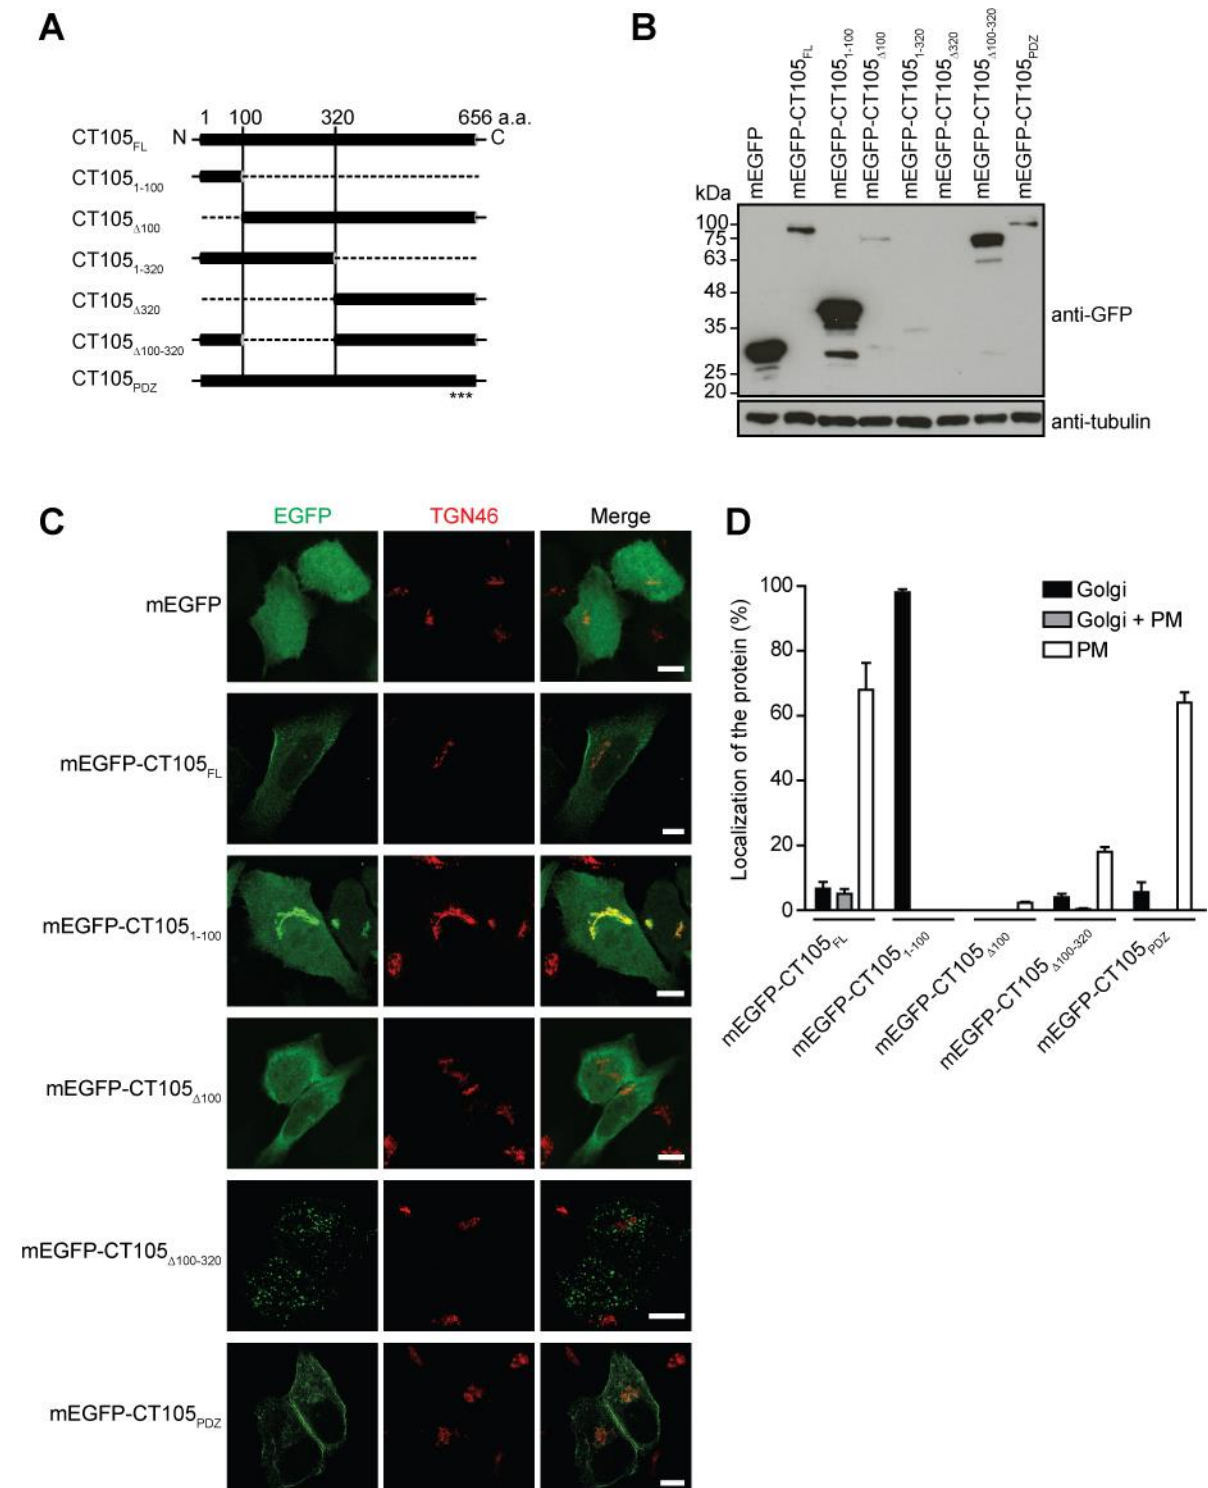 A
1 100 320 656 a.a.
CT105FL N C
CT1051-100
CT105Δ100
CT1051-320
CT105Δ320
CT105Δ100-320
CT105PDZ
***
B
mEGFP
mEGFP-CT105FL
mEGFP-CT1051-100
mEGFP-CT105Δ100
mEGFP-CT1051-320
mEGFP-CT105Δ320
mEGFP-CT105Δ100-320
mEGFP-CT105PDZ
kDa
100
75
63
48
35
25
20
anti-GFP
anti-tubulin
C
EGFP TGN46 Merge
mEGFP
mEGFP-CT105FL
mEGFP-CT1051-100
mEGFP-CT105Δ100
mEGFP-CT105Δ100-320
mEGFP-CT105PDZ
D
Localization of the protein (%)
100
80
60
40
20
0
Golgi
Golgi + PM
PM
mEGFP-CT105FL
mEGFP-CT1051-100
mEGFP-CT105Δ100
mEGFP-CT105Δ100-320
mEGFP-CT105PDZ